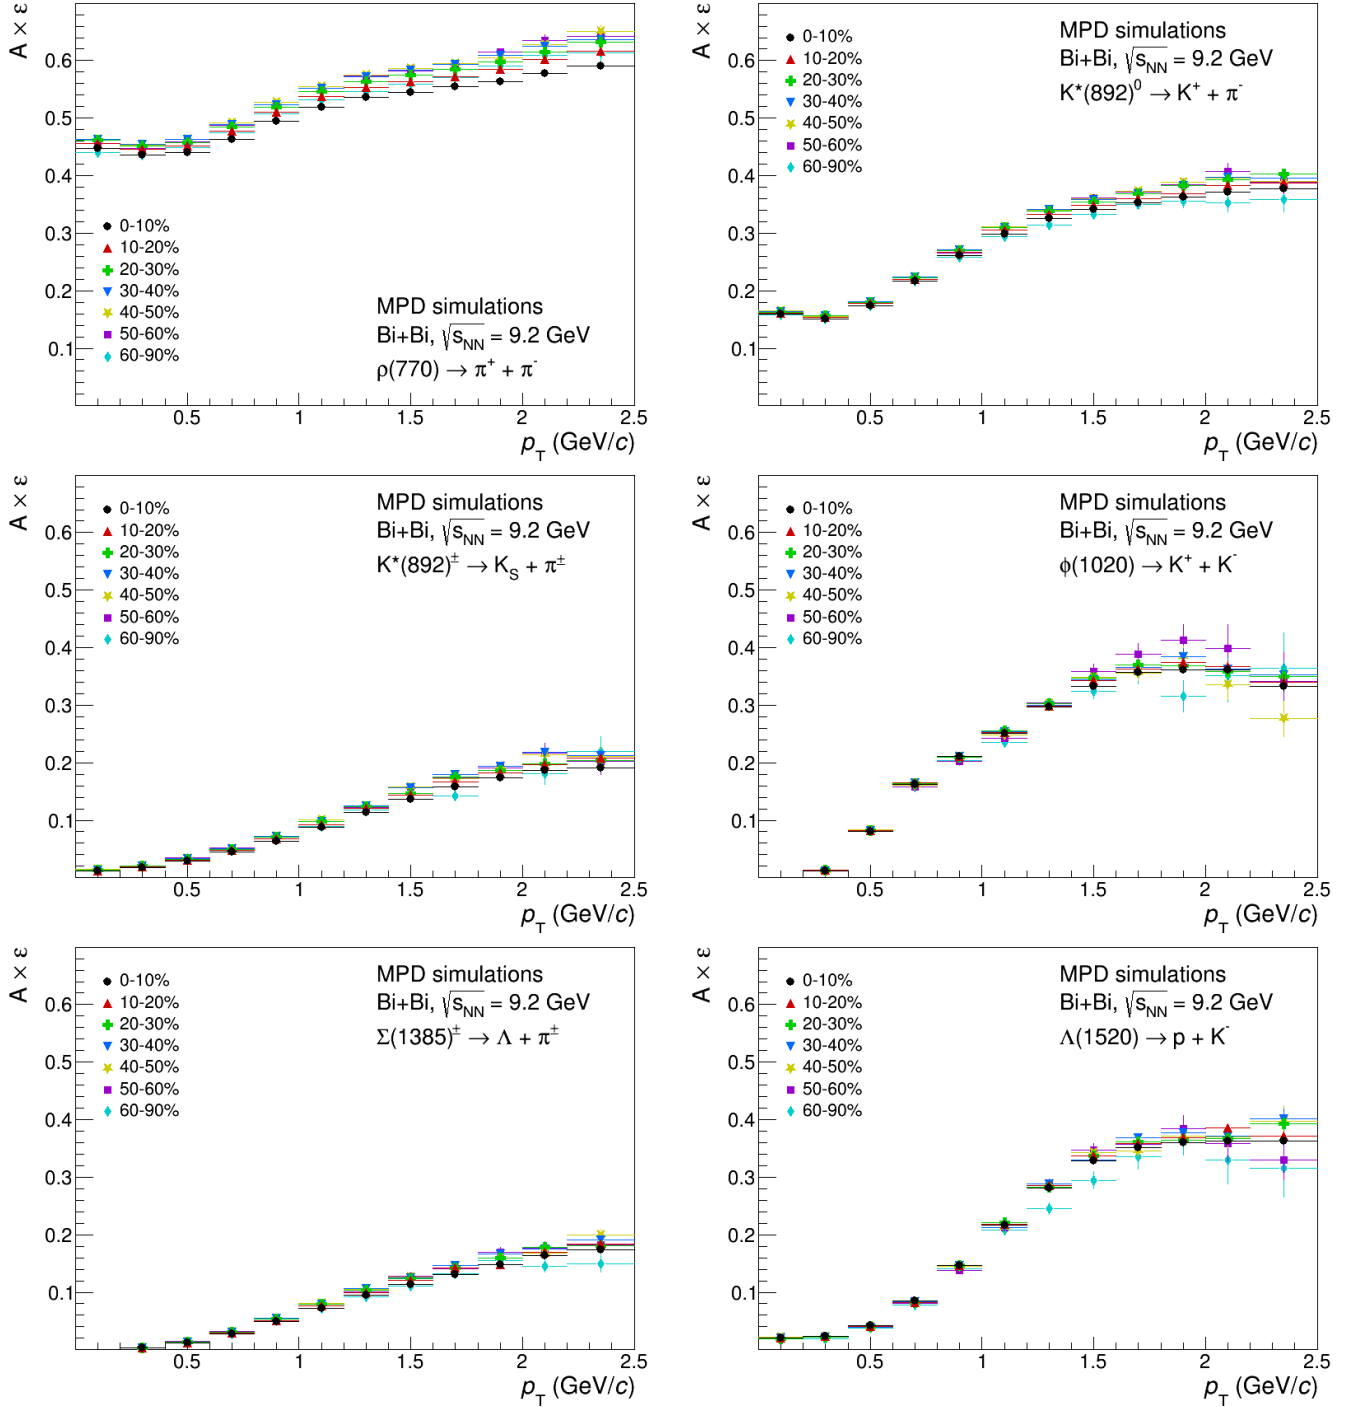 A × ε
0.6
0.5
0.4
0.3
0.2
0.1
0-10%
10-20%
20-30%
30-40%
40-50%
50-60%
60-90%
MPD simulations
Bi+Bi, √sNN = 9.2 GeV
ρ(770) → π+ + π-
0.5 1 1.5 2 2.5
pT (GeV/c)
A × ε
0.6
0.5
0.4
0.3
0.2
0.1
0-10%
10-20%
20-30%
30-40%
40-50%
50-60%
60-90%
MPD simulations
Bi+Bi, √sNN = 9.2 GeV
K*(892)0 → K+ + π-
0.5 1 1.5 2 2.5
pT (GeV/c)
A × ε
0.6
0.5
0.4
0.3
0.2
0.1
0-10%
10-20%
20-30%
30-40%
40-50%
50-60%
60-90%
MPD simulations
Bi+Bi, √sNN = 9.2 GeV
K*(892)± → KS + π±
0.5 1 1.5 2 2.5
pT (GeV/c)
A × ε
0.6
0.5
0.4
0.3
0.2
0.1
0-10%
10-20%
20-30%
30-40%
40-50%
50-60%
60-90%
MPD simulations
Bi+Bi, √sNN = 9.2 GeV
ϕ(1020) → K+ + K-
0.5 1 1.5 2 2.5
pT (GeV/c)
A × ε
0.6
0.5
0.4
0.3
0.2
0.1
0-10%
10-20%
20-30%
30-40%
40-50%
50-60%
60-90%
MPD simulations
Bi+Bi, √sNN = 9.2 GeV
Σ(1385)± → Λ + π±
0.5 1 1.5 2 2.5
pT (GeV/c)
A × ε
0.6
0.5
0.4
0.3
0.2
0.1
0-10%
10-20%
20-30%
30-40%
40-50%
50-60%
60-90%
MPD simulations
Bi+Bi, √sNN = 9.2 GeV
Λ(1520) → p + K-
0.5 1 1.5 2 2.5
pT (GeV/c)